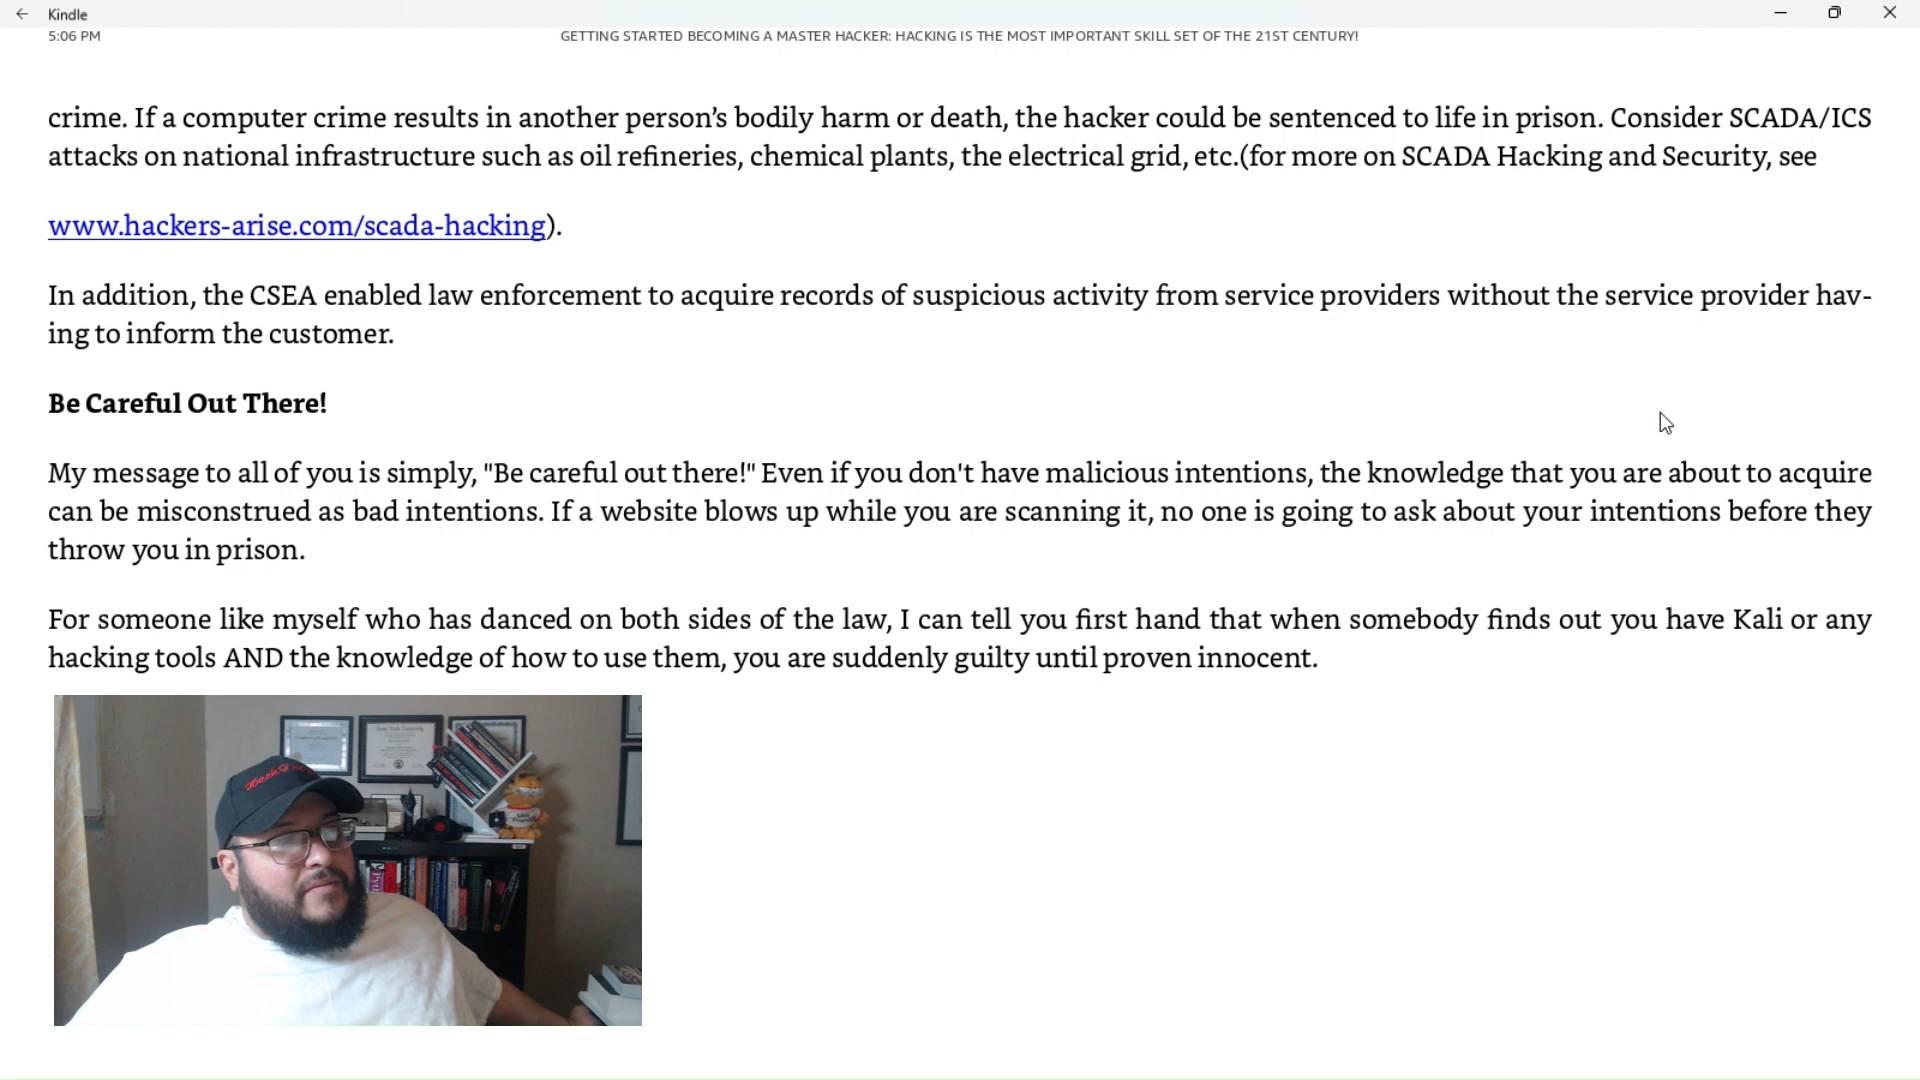 Kindle
5:06 PM
GETTING STARTED BECOMING A MASTER HACKER: HACKING IS THE MOST IMPORTANT SKILL SET OF THE 21ST CENTURY!
crime. If a computer crime results in another person’s bodily harm or death, the hacker could be sentenced to life in prison. Consider SCADA/ICS
attacks on national infrastructure such as oil refineries, chemical plants, the electrical grid, etc.(for more on SCADA Hacking and Security, see
www.hackers-arise.com/scada-hacking).
In addition, the CSEA enabled law enforcement to acquire records of suspicious activity from service providers without the service provider hav-
ing to inform the customer.
Be Careful Out There!
My message to all of you is simply, "Be careful out there!" Even if you don't have malicious intentions, the knowledge that you are about to acquire
can be misconstrued as bad intentions. If a website blows up while you are scanning it, no one is going to ask about your intentions before they
throw you in prison.
For someone like myself who has danced on both sides of the law, I can tell you first hand that when somebody finds out you have Kali or any
hacking tools AND the knowledge of how to use them, you are suddenly guilty until proven innocent.